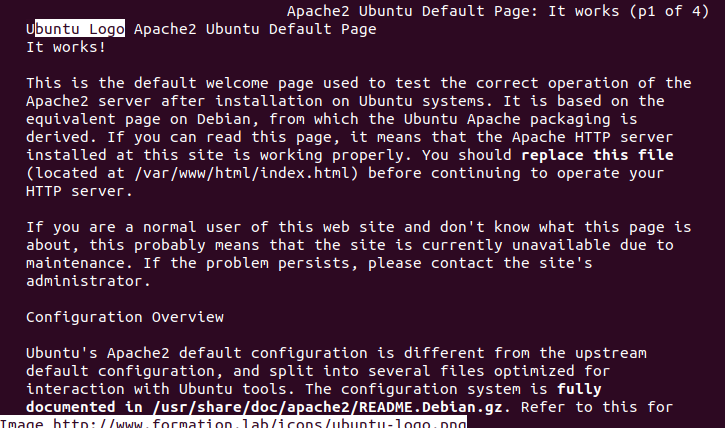 Apache2 Ubuntu Default Page: It works (p1 of 4)
Ubuntu Logo Apache2 Ubuntu Default Page
It works!
This is the default welcome page used to test the correct operation of the
Apache2 server after installation on Ubuntu systems. It is based on the
equivalent page on Debian, from which the Ubuntu Apache packaging is
derived. If you can read this page, it means that the Apache HTTP server
installed at this site is working properly. You should replace this file
(located at /var/www/html/index.html) before continuing to operate your
HTTP server.
If you are a normal user of this web site and don't know what this page is
about, this probably means that the site is currently unavailable due to
maintenance. If the problem persists, please contact the site's
administrator.
Configuration Overview
Ubuntu's Apache2 default configuration is different from the upstream
default configuration, and split into several files optimized for
interaction with Ubuntu tools. The configuration system is fully
documented in /usr/share/doc/apache2/README.Debian.gz. Refer to this for
Image http://www.formation.lab/icons/ubuntu-logo.png